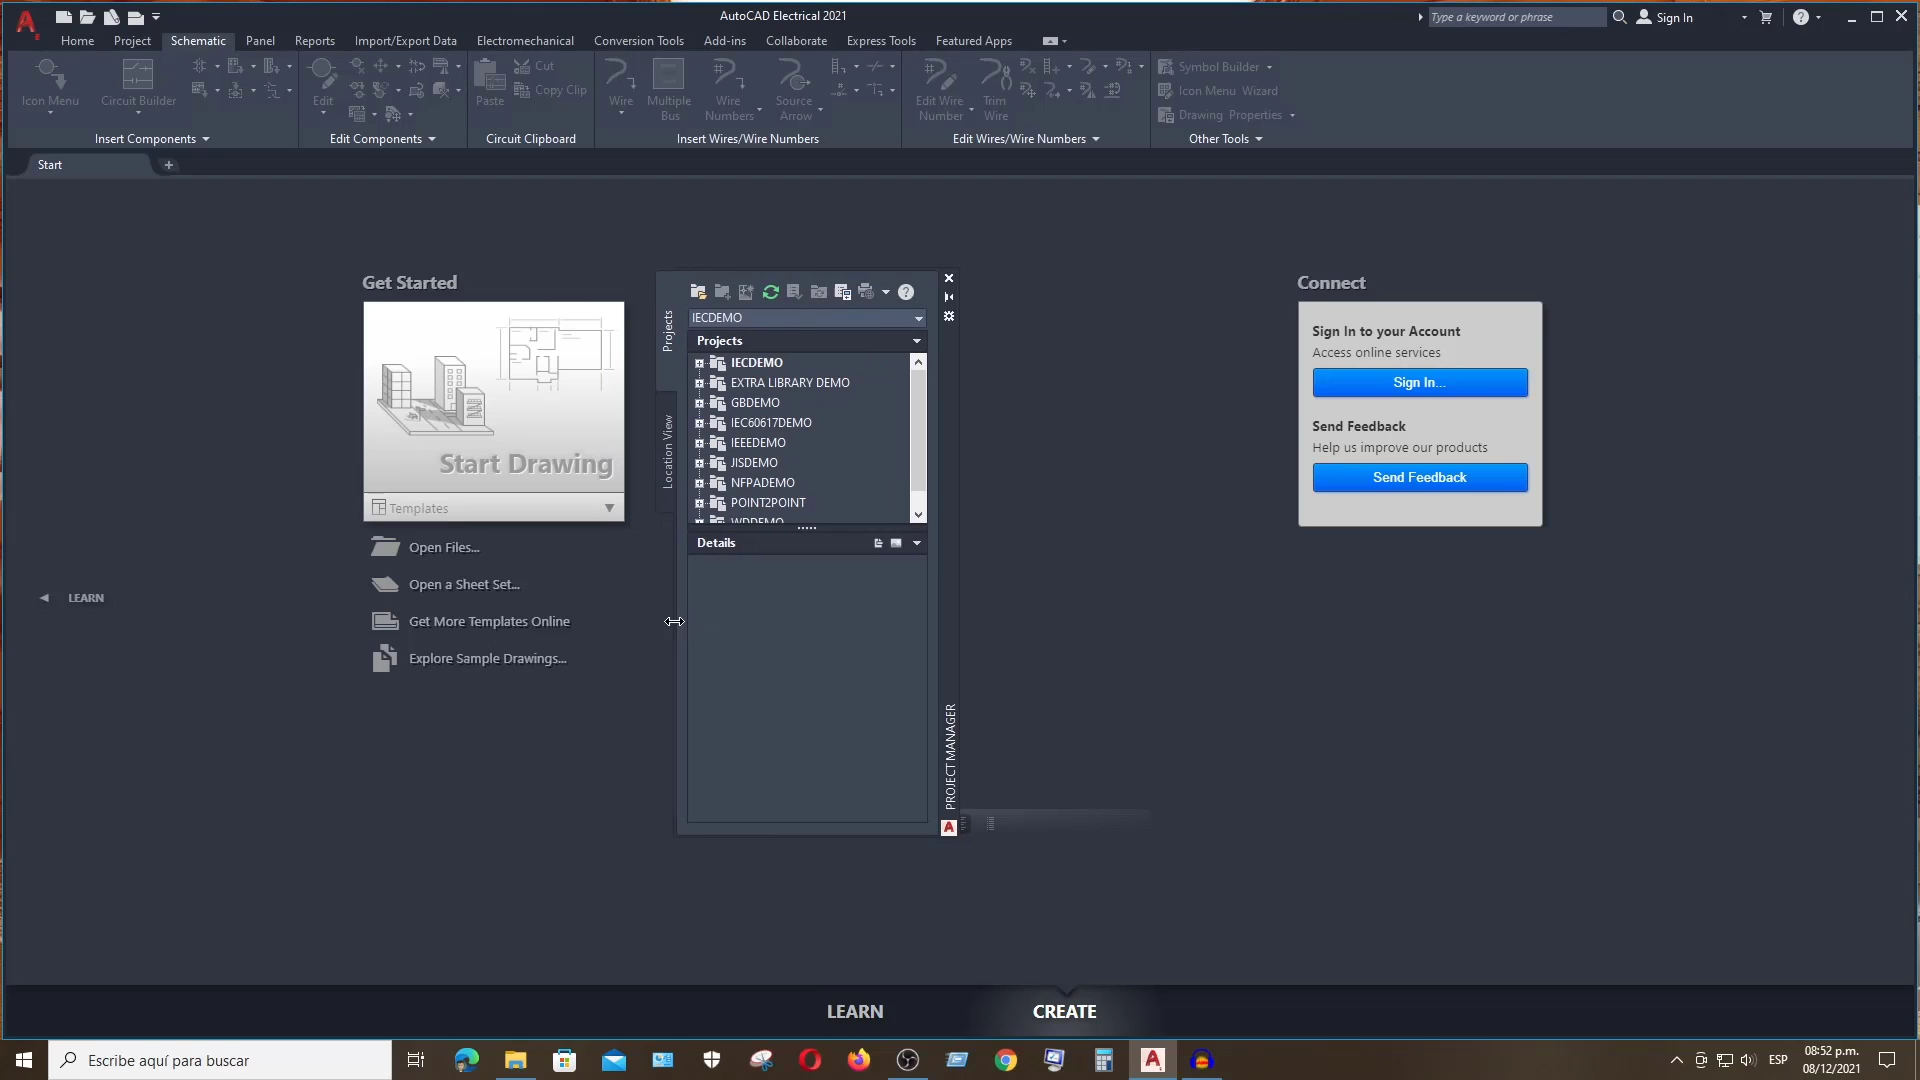 AutoCAD Electrical 2021
Type a keyword or phrase
Sign In
Home Project Schematic Panel Reports Import/Export Data Electromechanical Conversion Tools Add-ins Collaborate Express Tools Featured Apps
Icon Menu
Circuit Builder
Edit
Paste
Cut
Copy Clip
Wire
Multiple
Bus
Wire
Numbers
Source
Arrow
Edit Wire
Number
Trim
Wire
Symbol Builder
Icon Menu Wizard
Drawing Properties
Insert Components
Edit Components
Circuit Clipboard
Insert Wires/Wire Numbers
Edit Wires/Wire Numbers
Other Tools
Start
LEARN
Get Started
Start Drawing
Templates
Open Files...
Open a Sheet Set...
Get More Templates Online
Explore Sample Drawings...
Projects
Location View
IECDEMO
Projects
IECDEMO
EXTRA LIBRARY DEMO
GBDEMO
IEC60617DEMO
IEEEDEMO
JISDEMO
NFPADEMO
POINT2POINT
WDDEMO
Details
PROJECT MANAGER
Connect
Sign In to your Account
Access online services
Sign In...
Send Feedback
Help us improve our products
Send Feedback
LEARN
CREATE
Escribe aquí para buscar
ESP
08:52 p.m.
08/12/2021